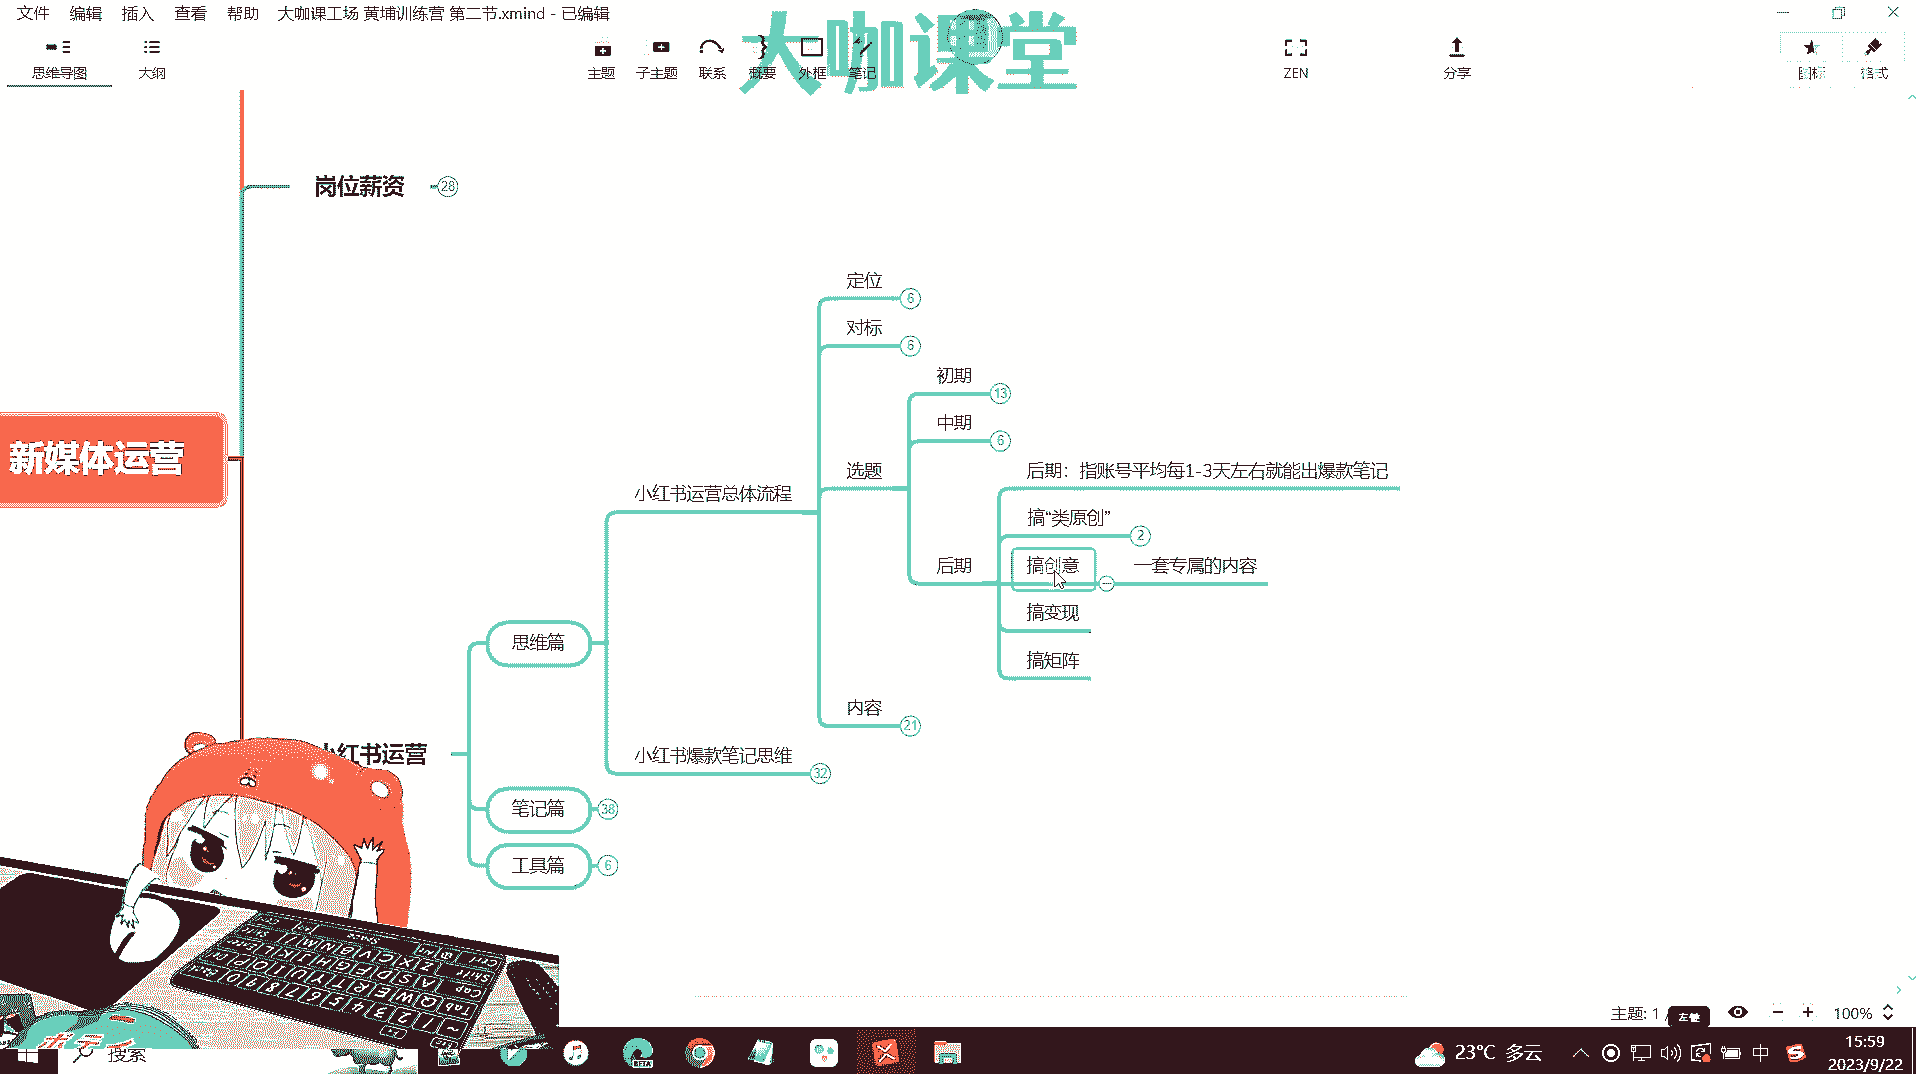 文件 编辑 插入 查看 帮助 大咖课工场 黄埔训练营 第二节.xmind - 已编辑
思维导图 大纲 主题 子主题 联系 概要 外框 笔记 ZEN 分享 图标 格式
大咖课堂
岗位薪资 28
定位 6
对标 6
初期 13
中期 6
选题
后期：指账号平均每1-3天左右就能出爆款笔记
新媒体运营
小红书运营总体流程
搞“类原创” 2
后期
搞创意 一套专属的内容
搞变现
思维篇
搞矩阵
内容 21
小红书运营
小红书爆款笔记思维 32
笔记篇 38
工具篇 6
主题: 1 /
左键
100%
搜索
BETA
23°C 多云
中
15:59
2023/9/22